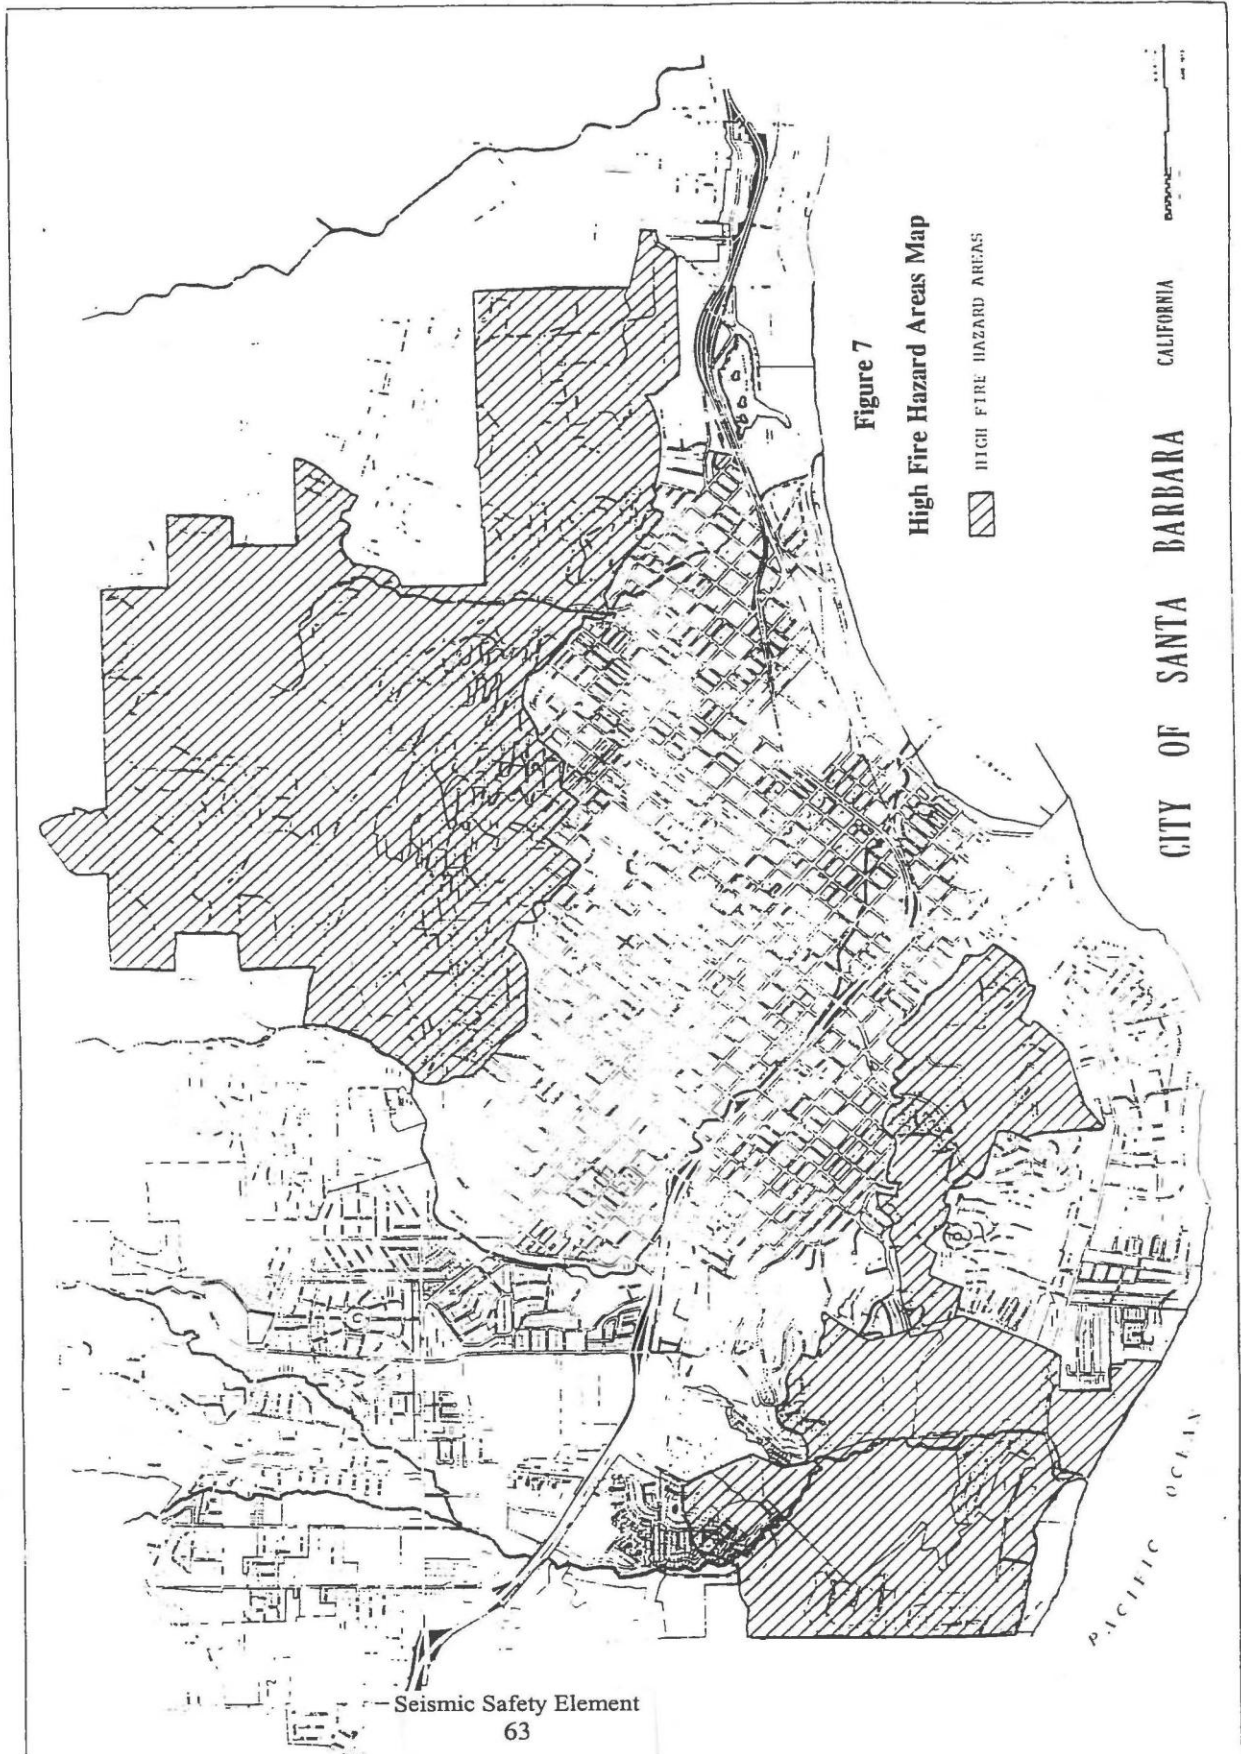 Figure 7
High Fire Hazard Areas Map
HIGH FIRE HAZARD AREAS
CITY OF SANTA BARBARA
CALIFORNIA
PACIFIC OCEAN
Seismic Safety Element
63